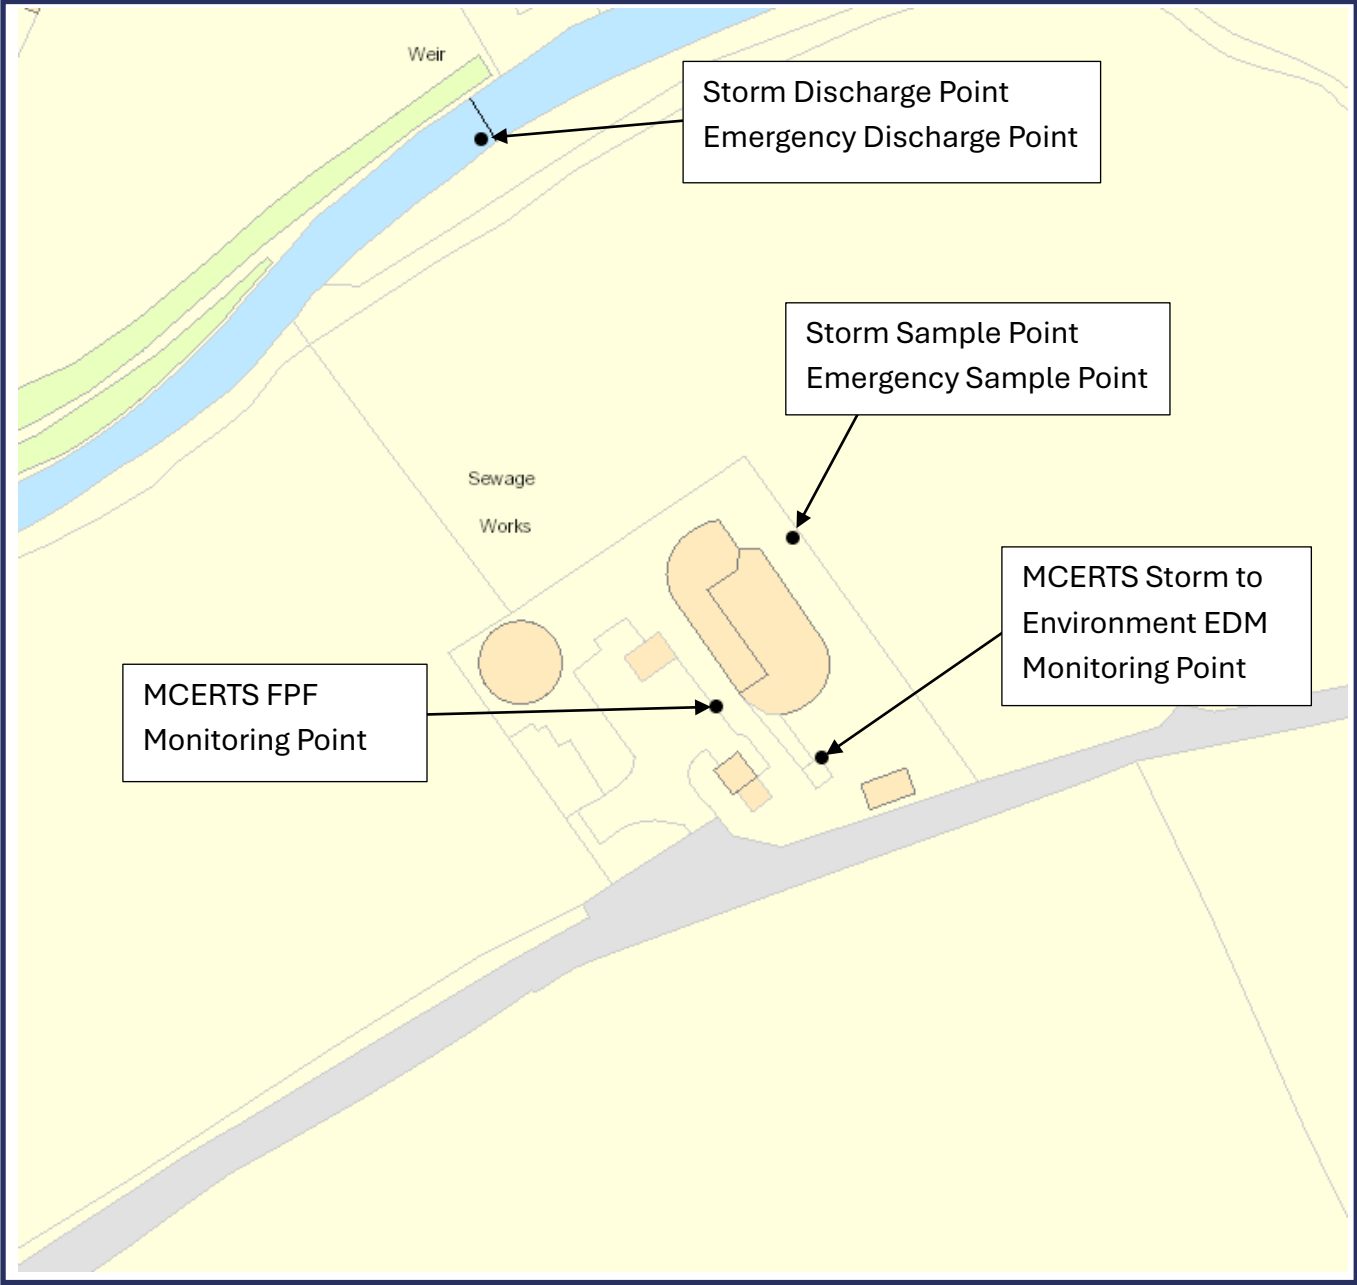 Weir
Storm Discharge Point
Emergency Discharge Point
Storm Sample Point
Emergency Sample Point
Sewage
Works
MCERTS Storm to
Environment EDM
Monitoring Point
MCERTS FPF
Monitoring Point